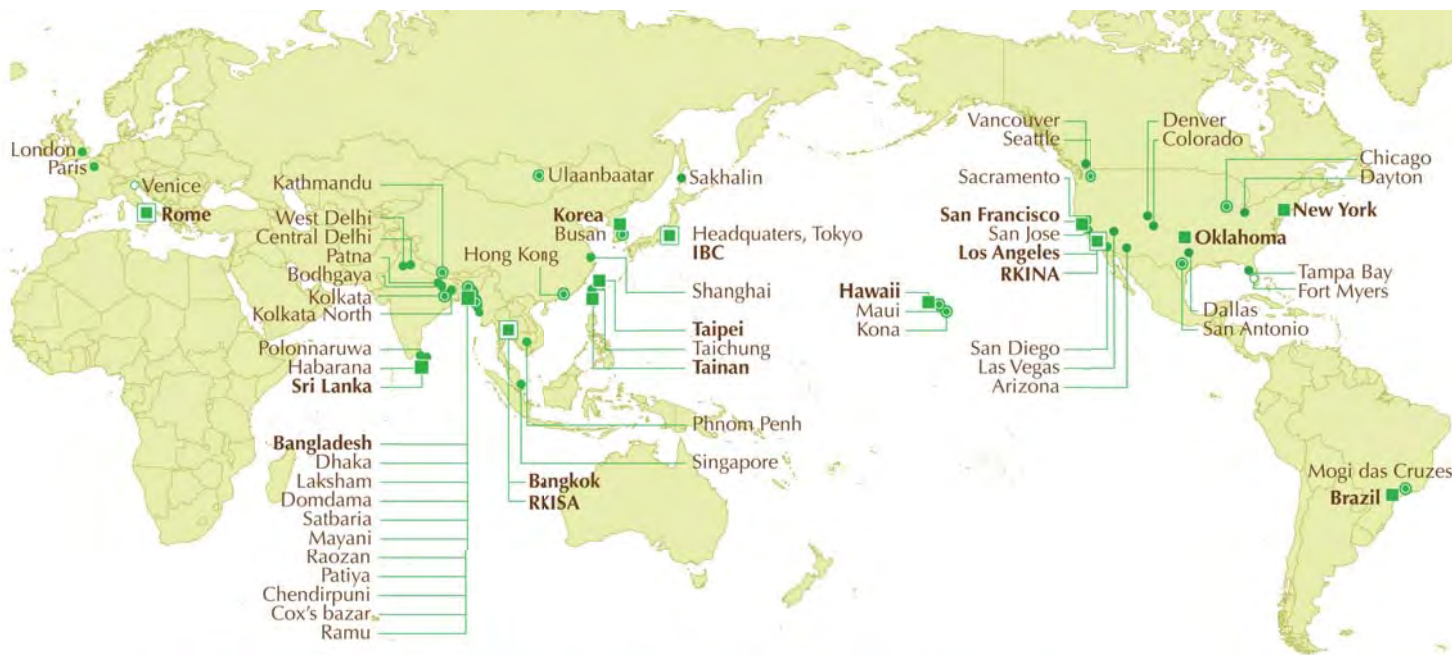 London
Paris
Venice
Rome
Kathmandu
West Delhi
Central Delhi
Patna
Bodhgaya
Kolkata
Kolkata North
Polonnaruwa
Habarana
Sri Lanka
Bangladesh
Dhaka
Laksham
Domdama
Satbaria
Mayani
Raozan
Patiya
Chendirpuni
Cox's bazar
Ramu
Ulaanbaatar
Sakhalin
Korea
Busan
Hong Kong
Headquaters, Tokyo
IBC
Shanghai
Taipei
Taichung
Tainan
Phnom Penh
Singapore
Bangkok
RKISA
Vancouver
Seattle
Sacramento
San Francisco
San Jose
Los Angeles
RKINA
Hawaii
Maui
Kona
San Diego
Las Vegas
Arizona
Denver
Colorado
Chicago
Dayton
New York
Oklahoma
Tampa Bay
Fort Myers
Dallas
San Antonio
Mogi das Cruzes
Brazil